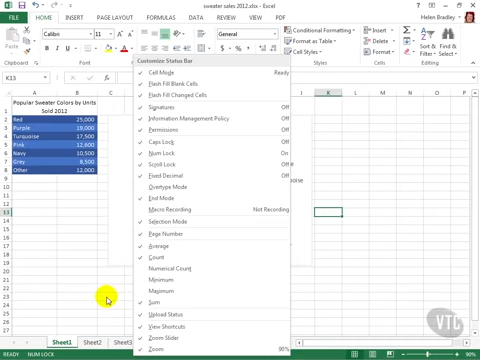 sweater sales 2012.xlsx - Excel
FILE HOME INSERT PAGE LAYOUT FORMULAS DATA REVIEW VIEW PDF Helen Bradley
Calibri 11 General Conditional Formatting Insert
Format as Table Delete
Paste Cell Styles Format Sort & Find &
Filter Select
Clipboard
K13
A B C I J K L M N
Popular Sweater Colors by Units
Sold 2012
Red 25,000
Purple 19,000
Turquoise 17,500
Pink 12,600
Navy 10,500
Grey 8,500
Other 12,000
Customize Status Bar
Cell Mode Ready
Flash Fill Blank Cells
Flash Fill Changed Cells
Signatures Off
Information Management Policy Off
Permissions Off
Caps Lock Off
Num Lock On
Scroll Lock Off
Fixed Decimal Off
Overtype Mode
End Mode
Macro Recording Not Recording
Selection Mode
Page Number
Average
Count
Numerical Count
Minimum
Maximum
Sum
Upload Status
View Shortcuts
Zoom Slider
Zoom 90%
Sheet1 Sheet2 Sheet3
READY NUM LOCK 90%
VTC